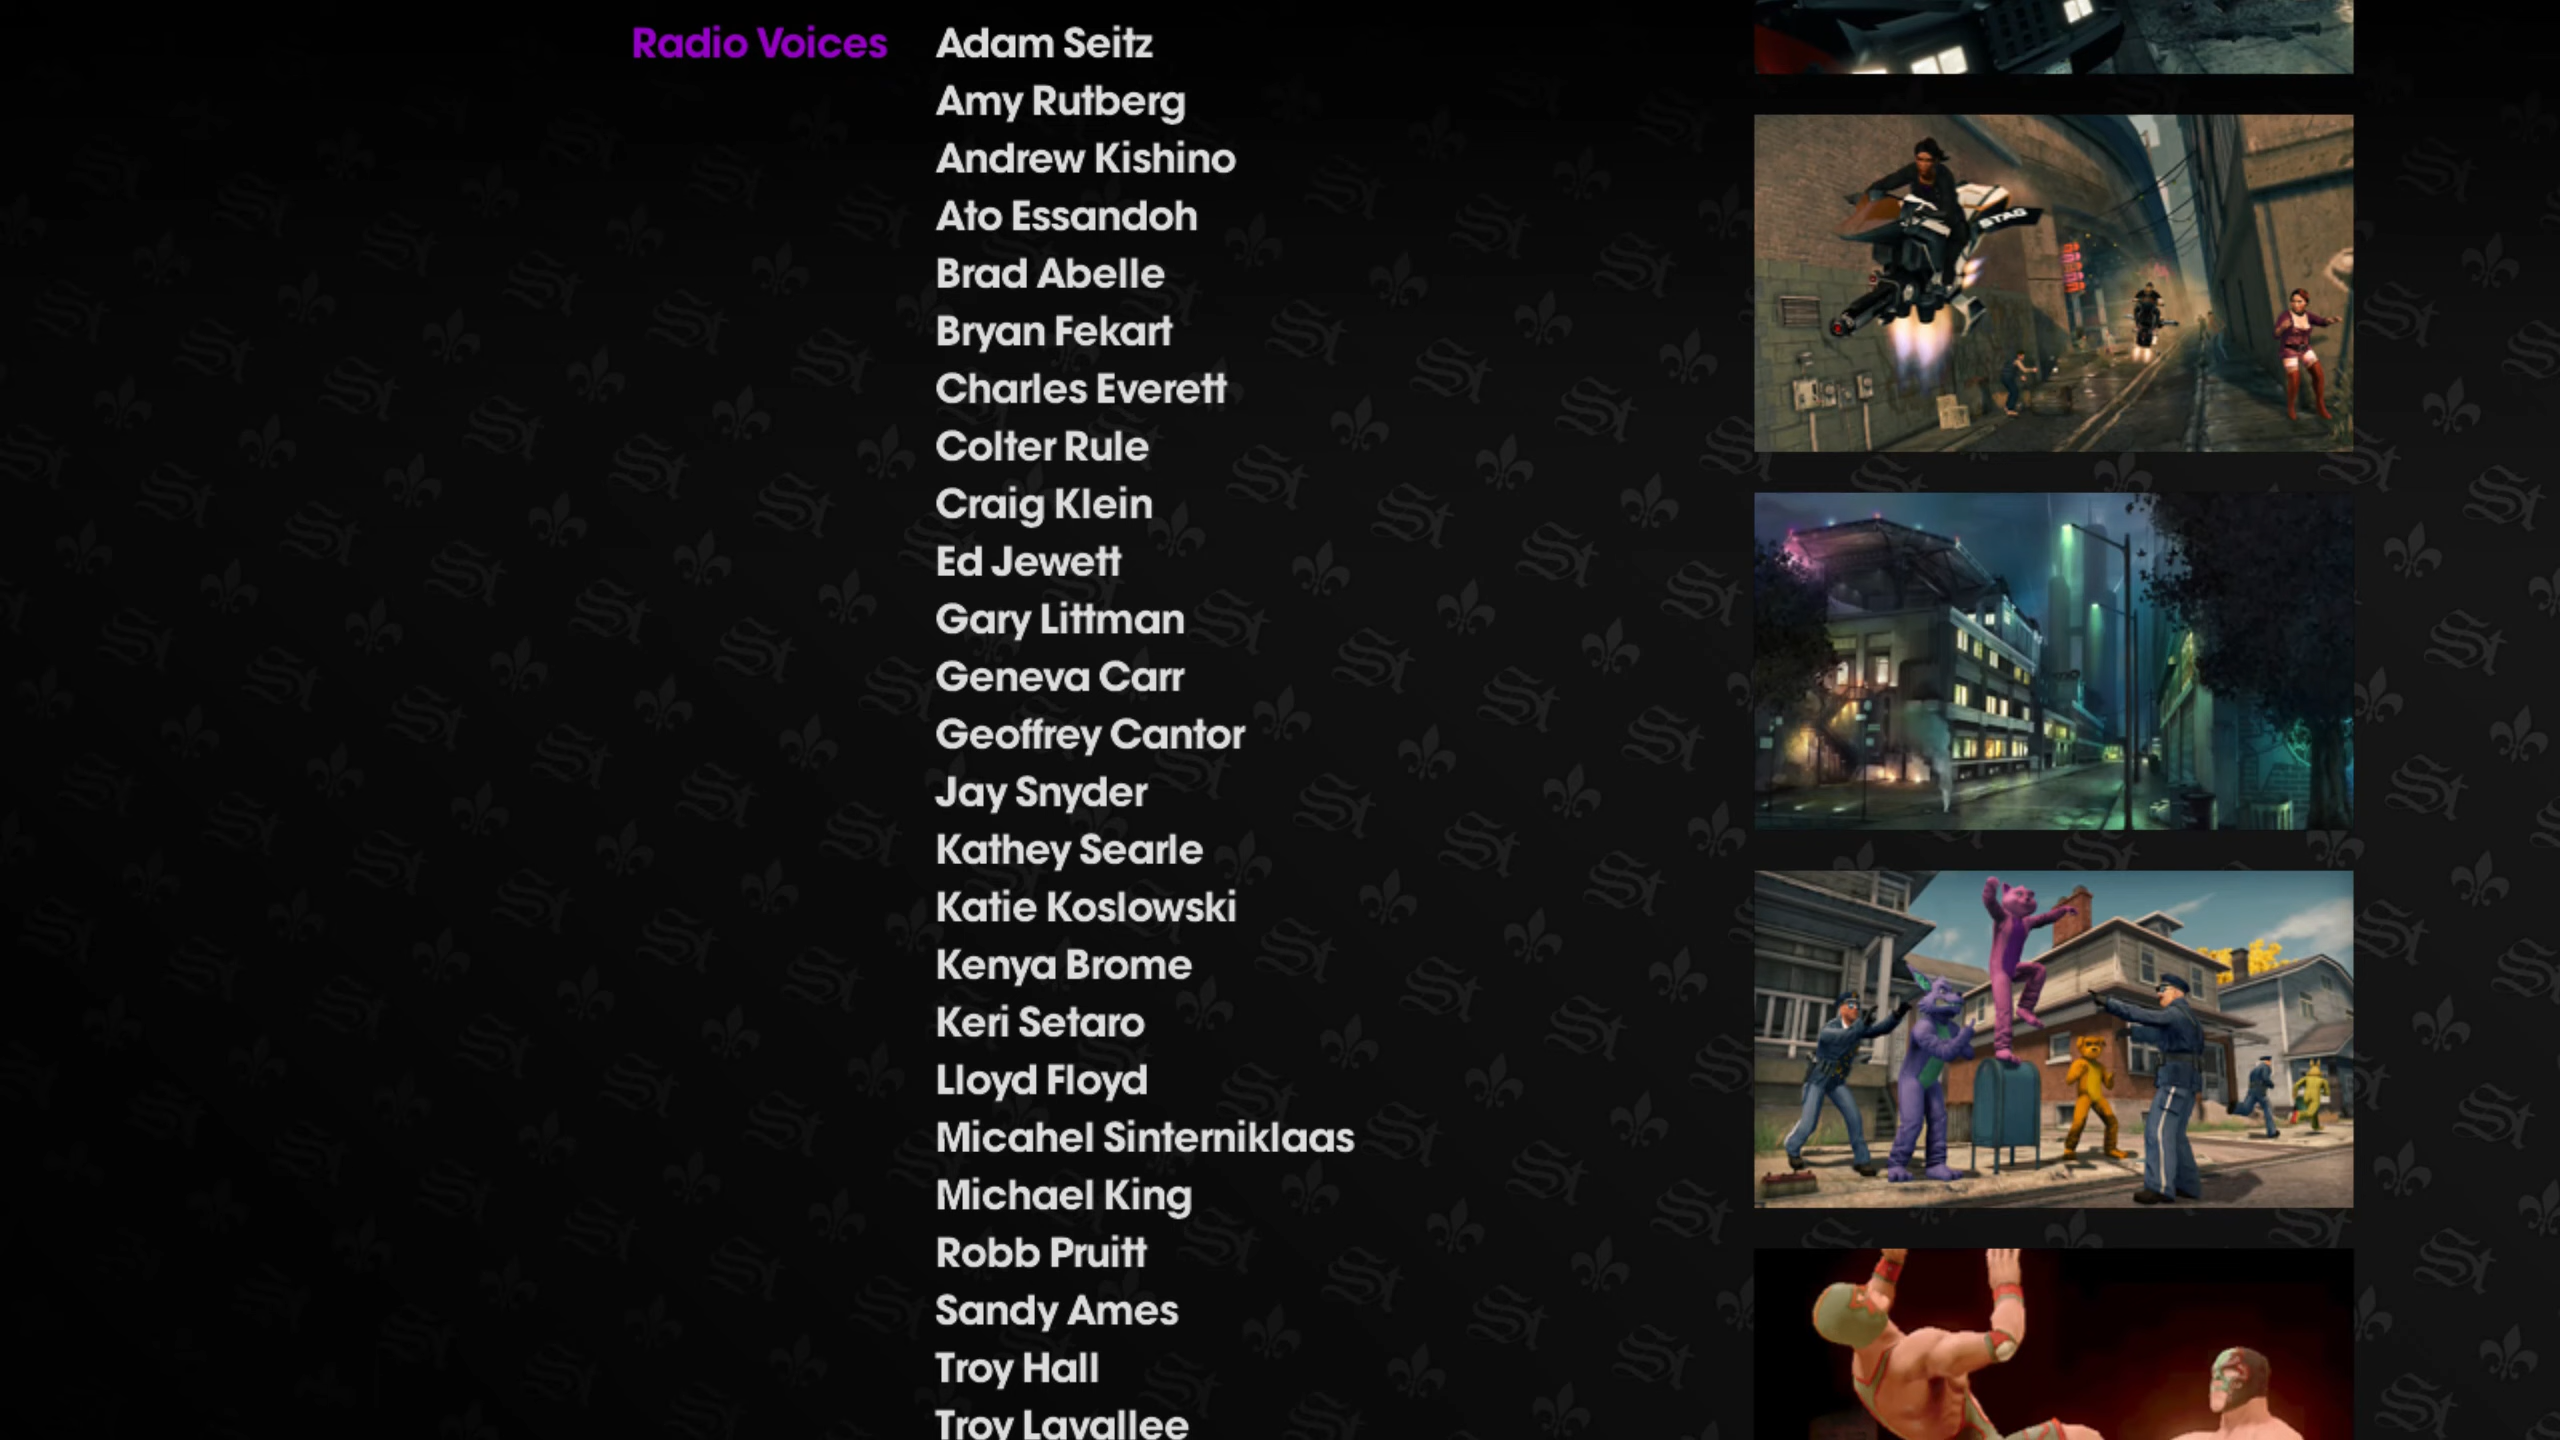 Radio Voices Adam Seitz
Amy Rutberg
Andrew Kishino
Ato Essandoh
Brad Abelle
Bryan Fekart
Charles Everett
Colter Rule
Craig Klein
Ed Jewett
Gary Littman
Geneva Carr
Geoffrey Cantor
Jay Snyder
Kathey Searle
Katie Koslowski
Kenya Brome
Keri Setaro
Lloyd Floyd
Micahel Sinterniklaas
Michael King
Robb Pruitt
Sandy Ames
Troy Hall
Troy Lavallee
STAG